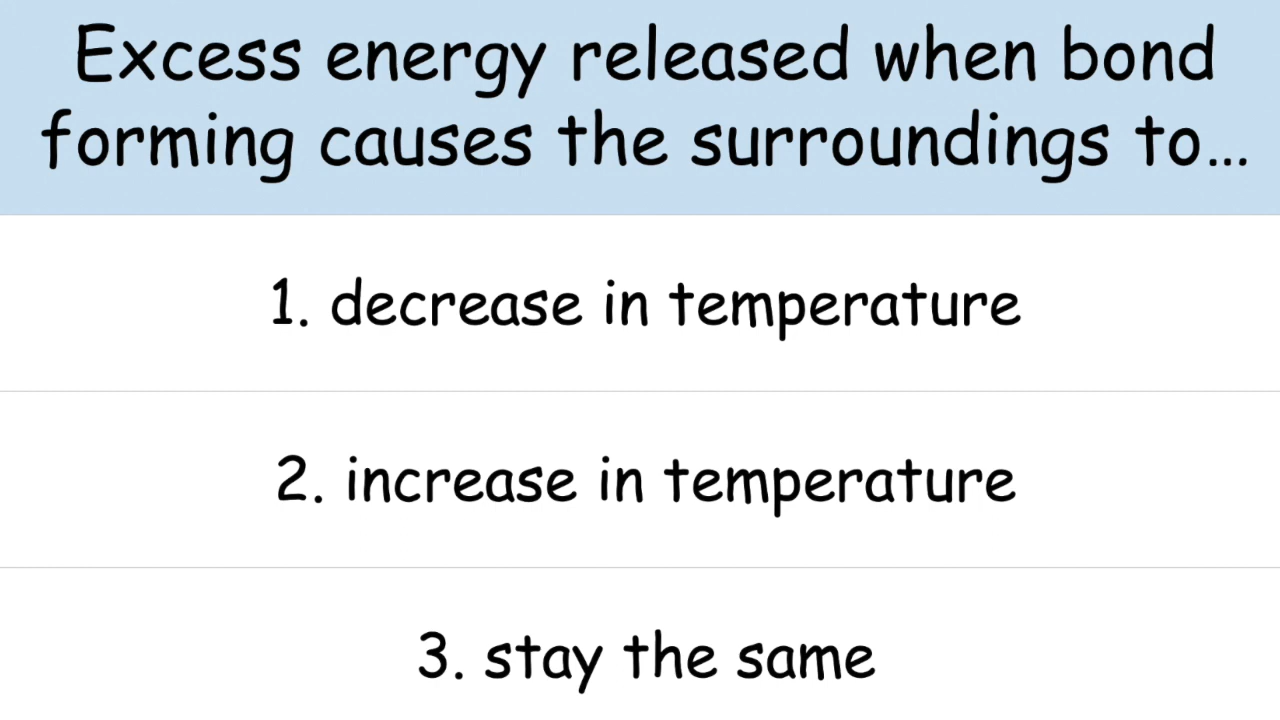 Excess energy released when bond
forming causes the surroundings to...
1. decrease in temperature
2. increase in temperature
3. stay the same